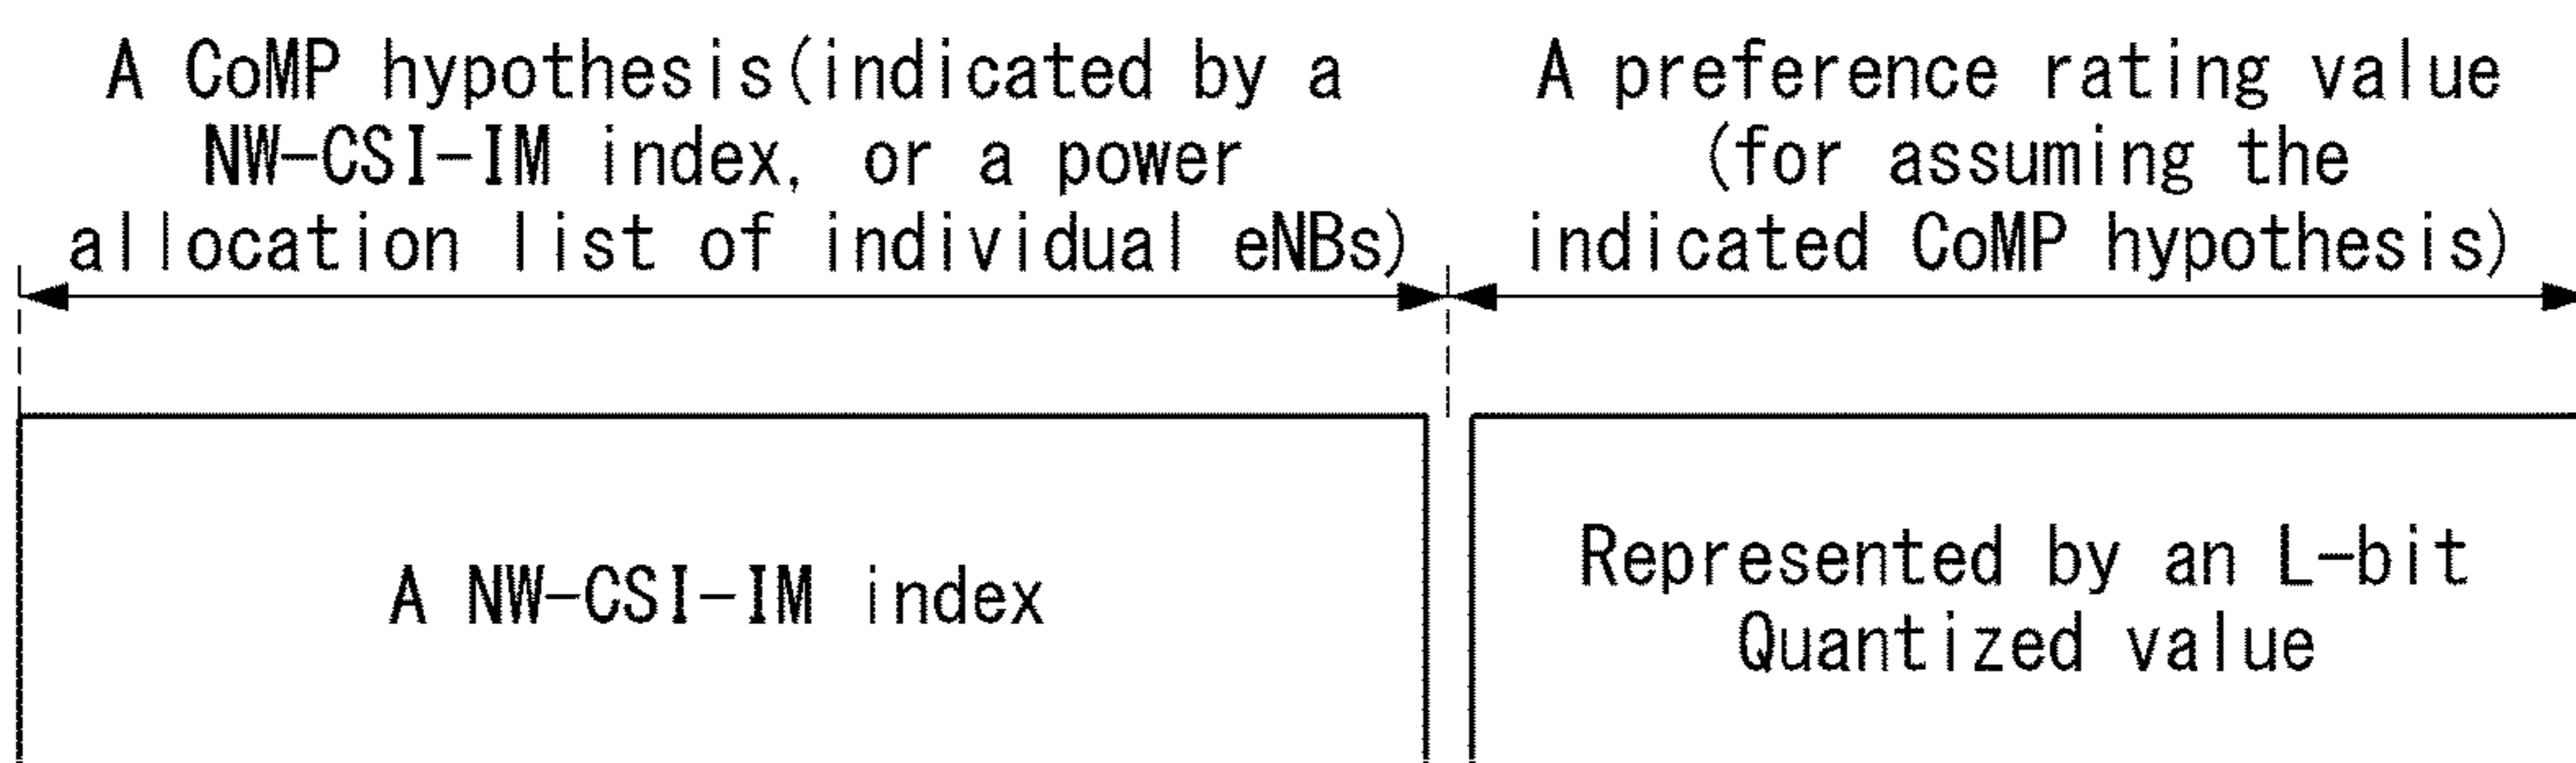 A CoMP hypothesis(indicated by a
NW-CSI-IM index, or a power
allocation list of individual eNBs)
A preference rating value
(for assuming the
indicated CoMP hypothesis)
A NW-CSI-IM index
Represented by an L-bit
Quantized value